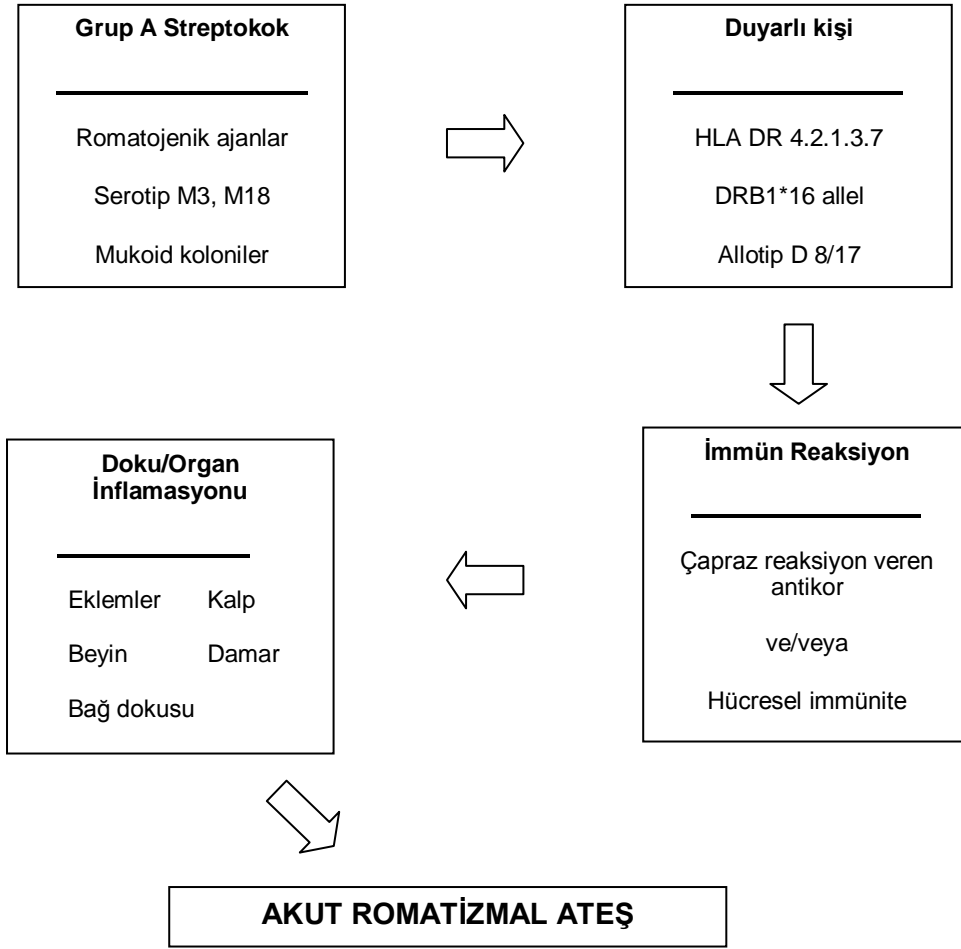 Grup A Streptokok
Romatojenik ajanlar
Serotip M3, M18
Mukoid koloniler
Duyarlı kişi
HLA DR 4.2.1.3.7
DRB1*16 allel
Allotip D 8/17
İmmün Reaksiyon
Çapraz reaksiyon veren
antikor
ve/veya
Hücresel immünite
Doku/Organ
İnflamasyonu
Eklemler Kalp
Beyin Damar
Bağ dokusu
AKUT ROMATİZMAL ATEŞ